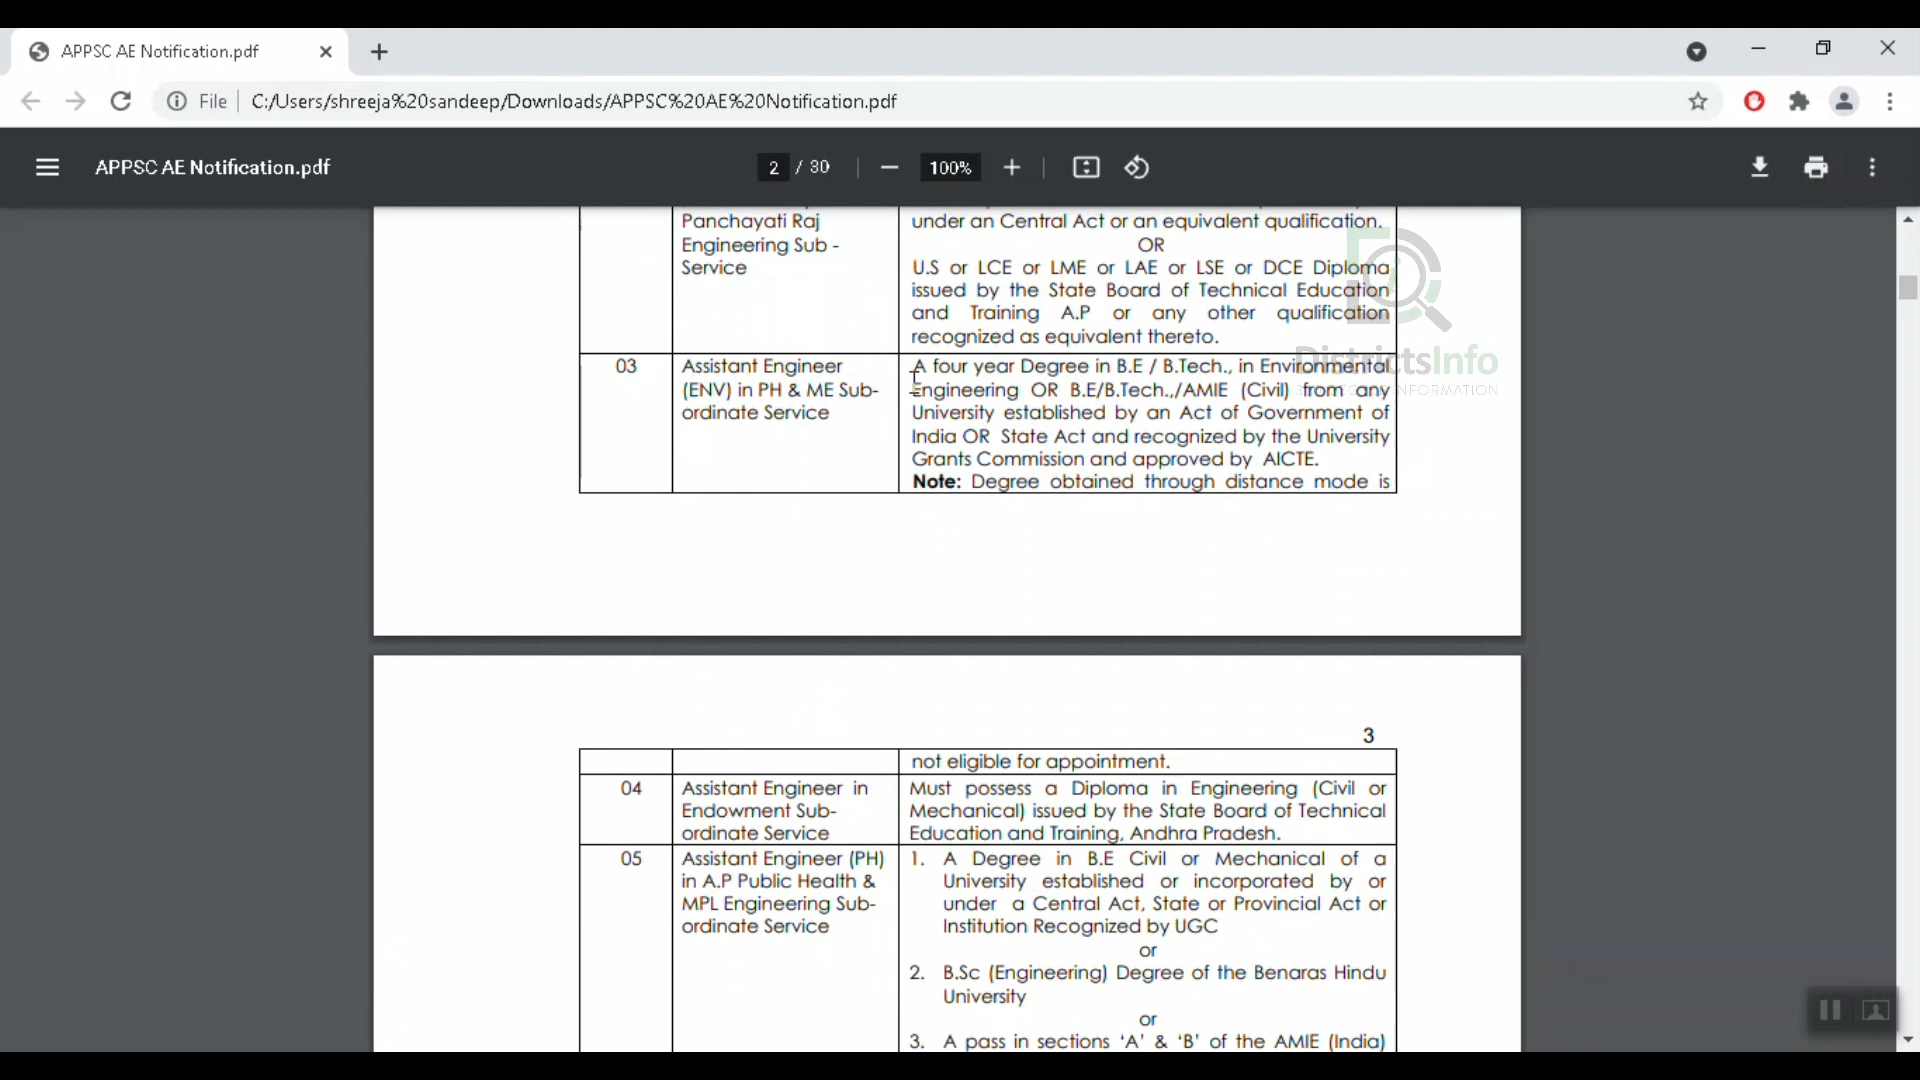 APPSC AE Notification.pdf
File
C:/Users/shreeja%20sandeep/Downloads/APPSC%20AE%20Notification.pdf
APPSC AE Notification.pdf
2 / 30
100%
Panchayati Raj
Engineering Sub -
Service
under an Central Act or an equivalent qualification.
OR
U.S or LCE or LME or LAE or LSE or DCE Diploma
issued by the State Board of Technical Education
and Training A.P or any other qualification
recognized as equivalent thereto.
03
Assistant Engineer
(ENV) in PH & ME Sub-
ordinate Service
A four year Degree in B.E / B.Tech., in Environmental
Engineering OR B.E/B.Tech.,/AMIE (Civil) from any
University established by an Act of Government of
India OR State Act and recognized by the University
Grants Commission and approved by AICTE.
Note: Degree obtained through distance mode is
DistrictsInfo
INFORMATION
3
not eligible for appointment.
04
Assistant Engineer in
Endowment Sub-
ordinate Service
Must possess a Diploma in Engineering (Civil or
Mechanical) issued by the State Board of Technical
Education and Training, Andhra Pradesh.
05
Assistant Engineer (PH)
in A.P Public Health &
MPL Engineering Sub-
ordinate Service
1. A Degree in B.E Civil or Mechanical of a
University established or incorporated by or
under a Central Act, State or Provincial Act or
Institution Recognized by UGC
or
2. B.Sc (Engineering) Degree of the Benaras Hindu
University
or
3. A pass in sections ‘A’ & ‘B’ of the AMIE (India)